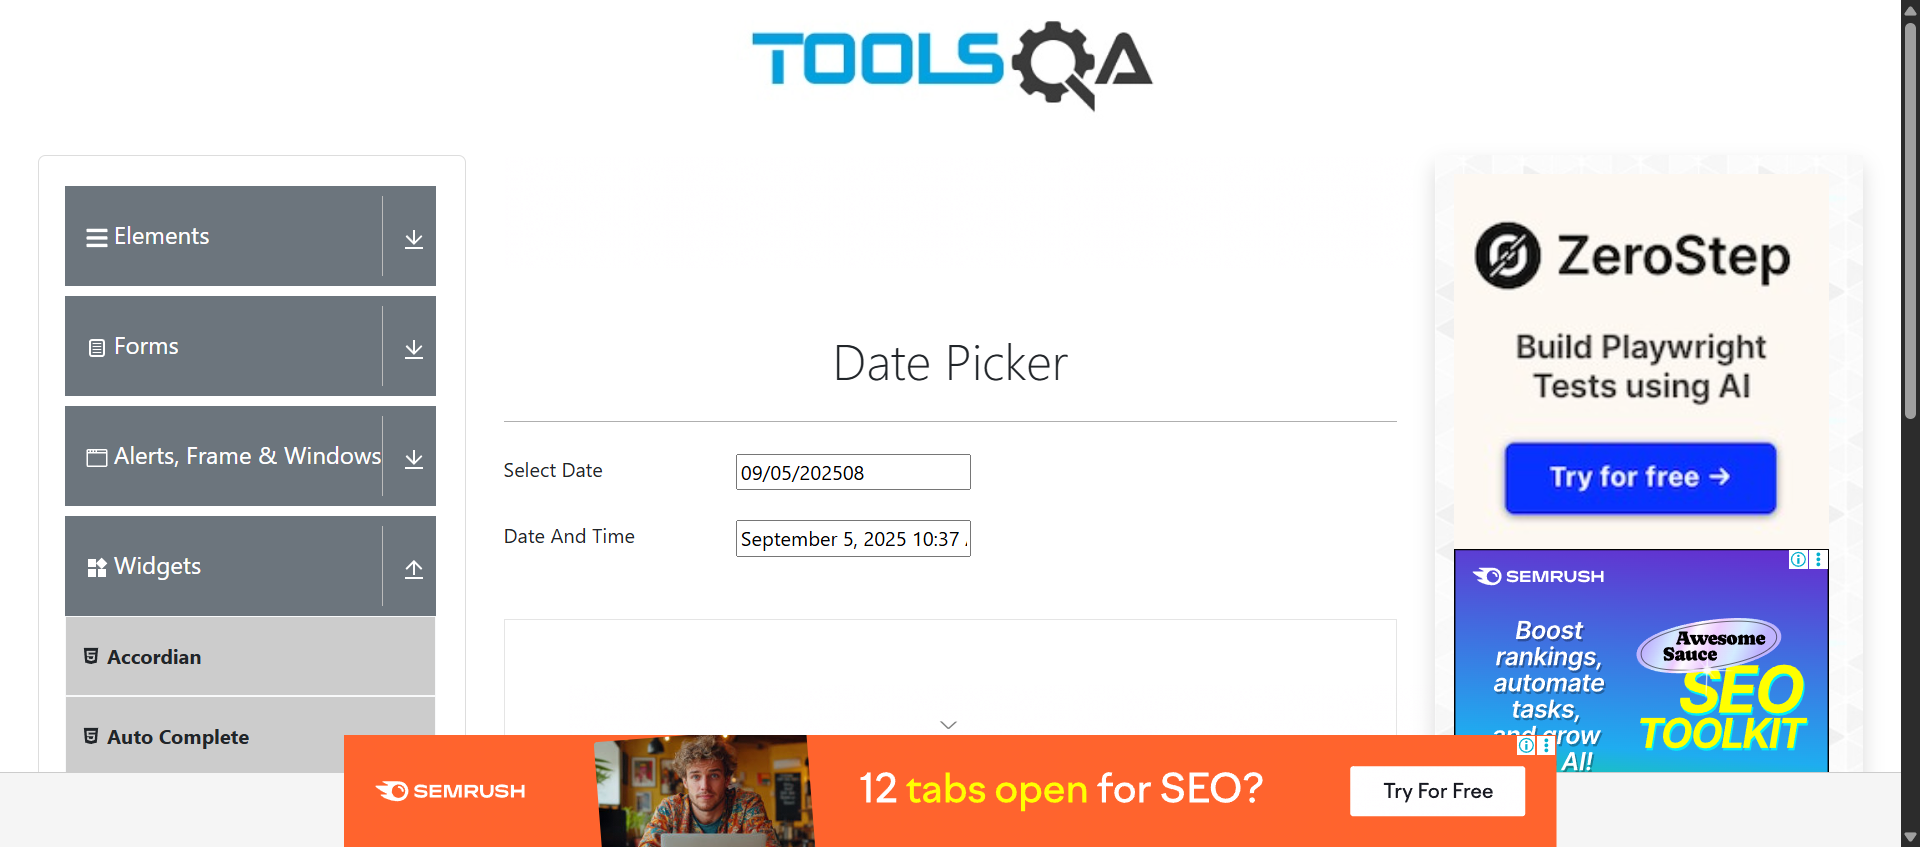 TOOLSQA
Elements
Forms
Alerts, Frame & Windows
Widgets
Accordian
Auto Complete
Date Picker
Select Date
09/05/202508
Date And Time
September 5, 2025 10:37
ZeroStep
Build Playwright
Tests using AI
Try for free →
SEMRUSH
Boost
rankings,
automate
tasks,
and grow
AI!
Awesome
Sauce
SEO
TOOLKIT
SEMRUSH
12 tabs open for SEO?
Try For Free